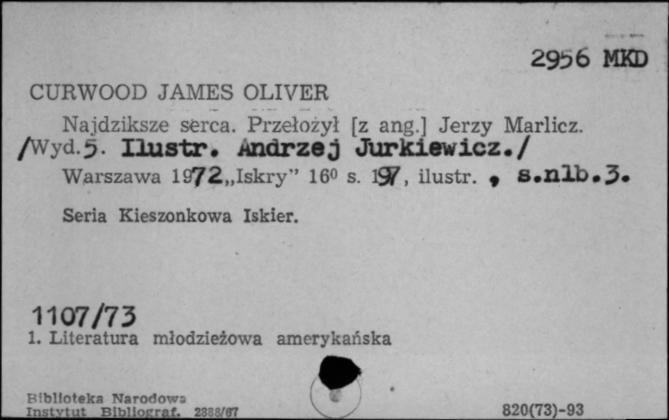 2956 MKD
CURWOOD JAMES OLIVER
Najdziksze serca. Przełożył [z ang.] Jerzy Marlicz.
/Wyd.5. Ilustr. Andrzej Jurkiewicz./
Warszawa 1972 „Iskry” 16⁰ s. 197, ilustr. , s.nlb.3.
Seria Kieszonkowa Iskier.
1107/73
1. Literatura młodzieżowa amerykańska
Biblioteka Narodowa
Instytut Bibliograf. 2888/67
820(73)-93